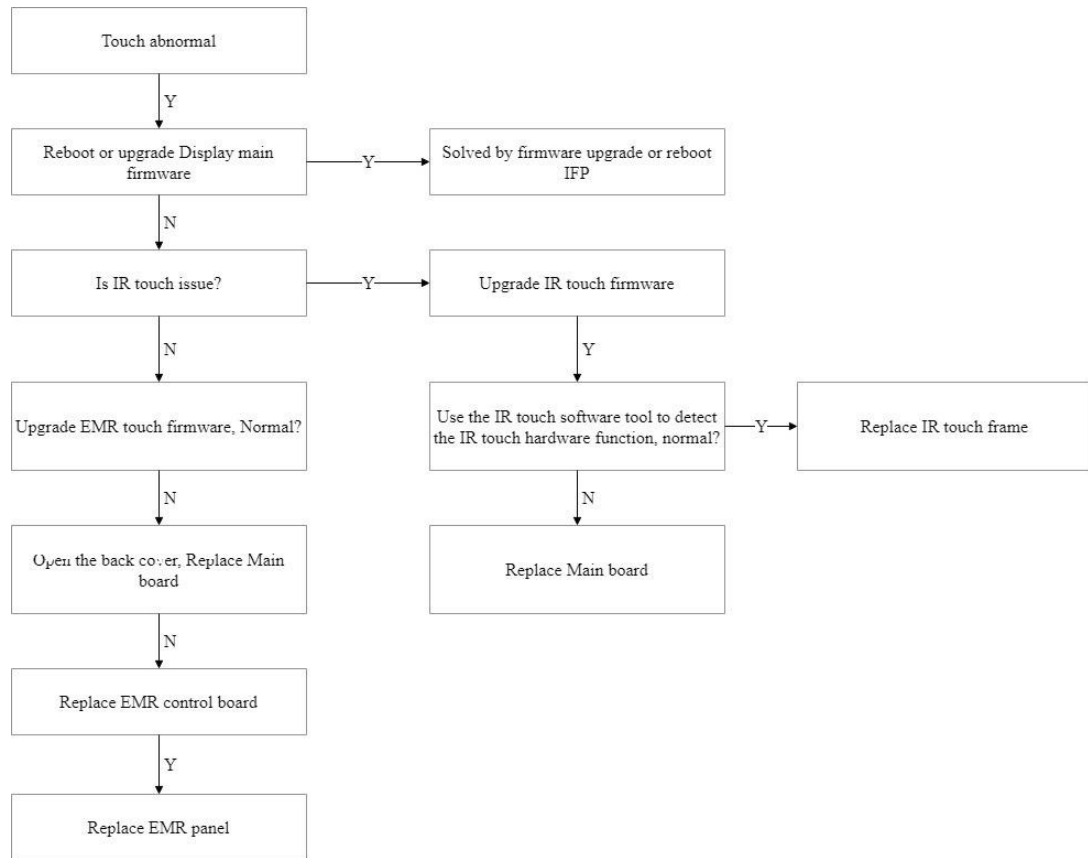 Touch abnormal
Y
Reboot or upgrade Display main
firmware
Y
Solved by firmware upgrade or reboot
IFP
N
Is IR touch issue?
Y
Upgrade IR touch firmware
N
Y
Upgrade EMR touch firmware, Normal?
Use the IR touch software tool to detect
the IR touch hardware function, normal?
Y
Replace IR touch frame
N
N
Open the back cover, Replace Main
board
Replace Main board
N
Replace EMR control board
Y
Replace EMR panel